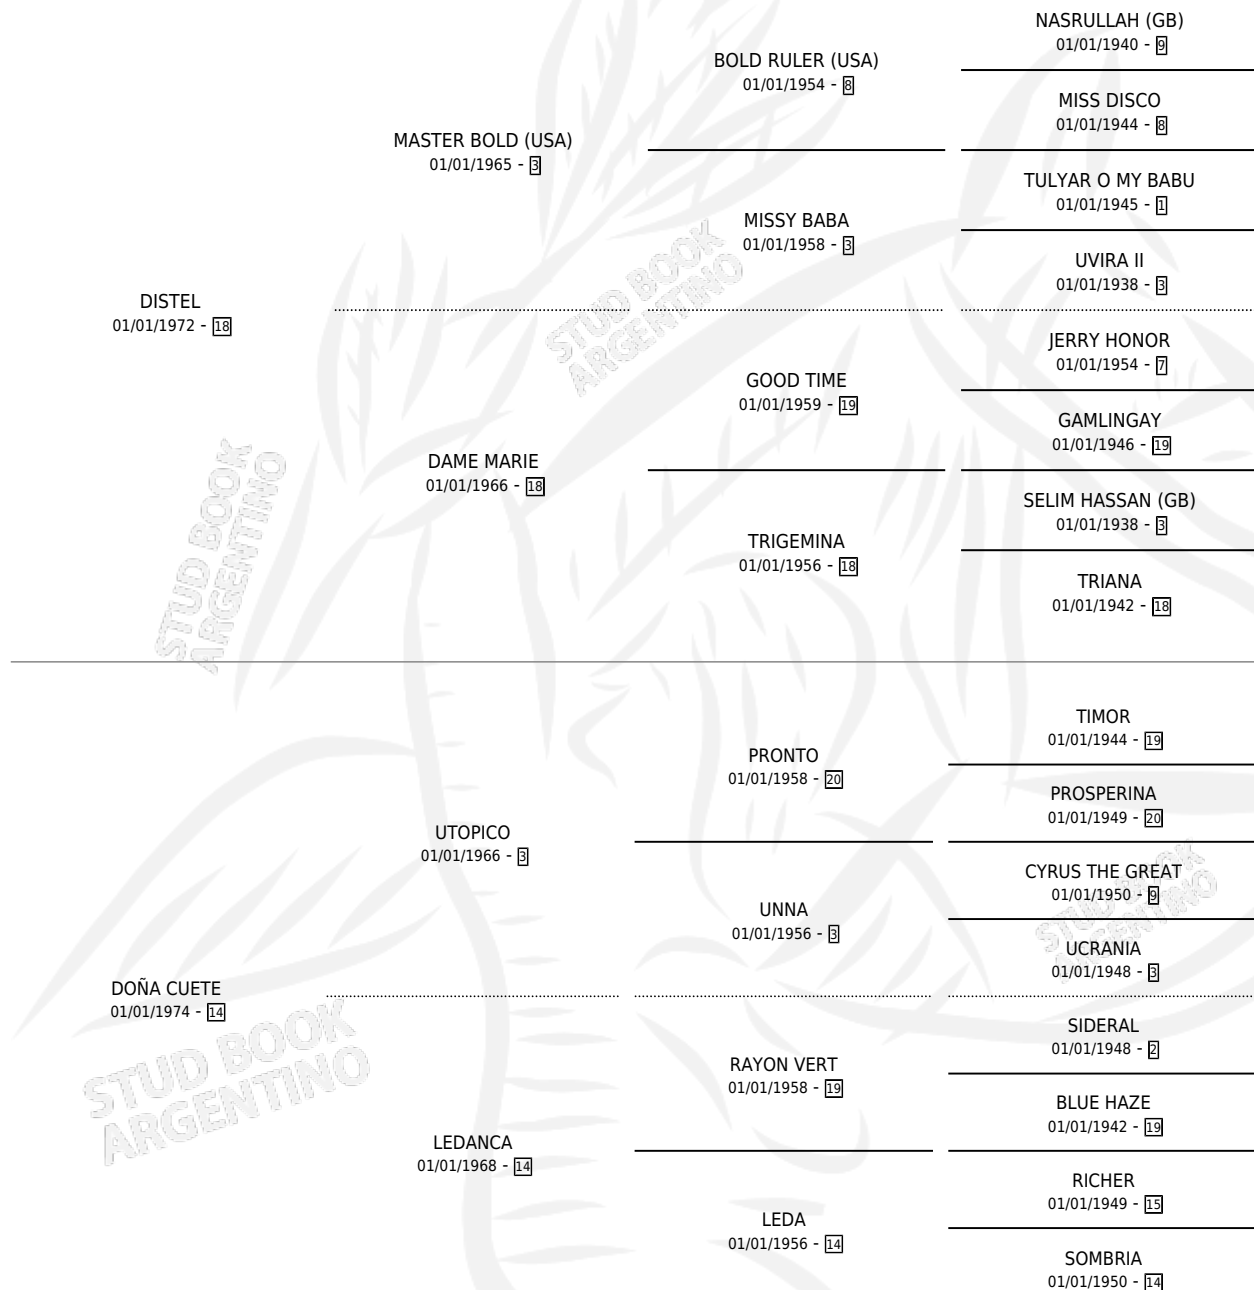 NASRULLAH (GB)
01/01/1940 - 9
BOLD RULER (USA)
01/01/1954 - 8
MISS DISCO
01/01/1944 - 8
MASTER BOLD (USA)
01/01/1965 - 3
TULYAR O MY BABU
01/01/1945 - 1
MISSY BABA
01/01/1958 - 3
UVIRA II
01/01/1938 - 3
DISTEL
01/01/1972 - 18
JERRY HONOR
01/01/1954 - 7
GOOD TIME
01/01/1959 - 19
GAMLINGAY
01/01/1946 - 19
DAME MARIE
01/01/1966 - 18
SELIM HASSAN (GB)
01/01/1938 - 3
TRIGEMINA
01/01/1956 - 18
TRIANA
01/01/1942 - 18
TIMOR
01/01/1944 - 19
PRONTO
01/01/1958 - 20
PROSPERINA
01/01/1949 - 20
UTOPICO
01/01/1966 - 3
CYRUS THE GREAT
01/01/1950 - 9
UNNA
01/01/1956 - 3
UCRANIA
01/01/1948 - 3
DOÑA CUETE
01/01/1974 - 14
SIDERAL
01/01/1948 - 2
RAYON VERT
01/01/1958 - 19
BLUE HAZE
01/01/1942 - 19
LEDANCA
01/01/1968 - 14
RICHER
01/01/1949 - 15
LEDA
01/01/1956 - 14
SOMBRIA
01/01/1950 - 14
STUD BOOK
ARGENTINO
STUD BOOK
ARGENTINO
STUD BOOK
ARGENTINO
STUD BOOK
ARGENTINO